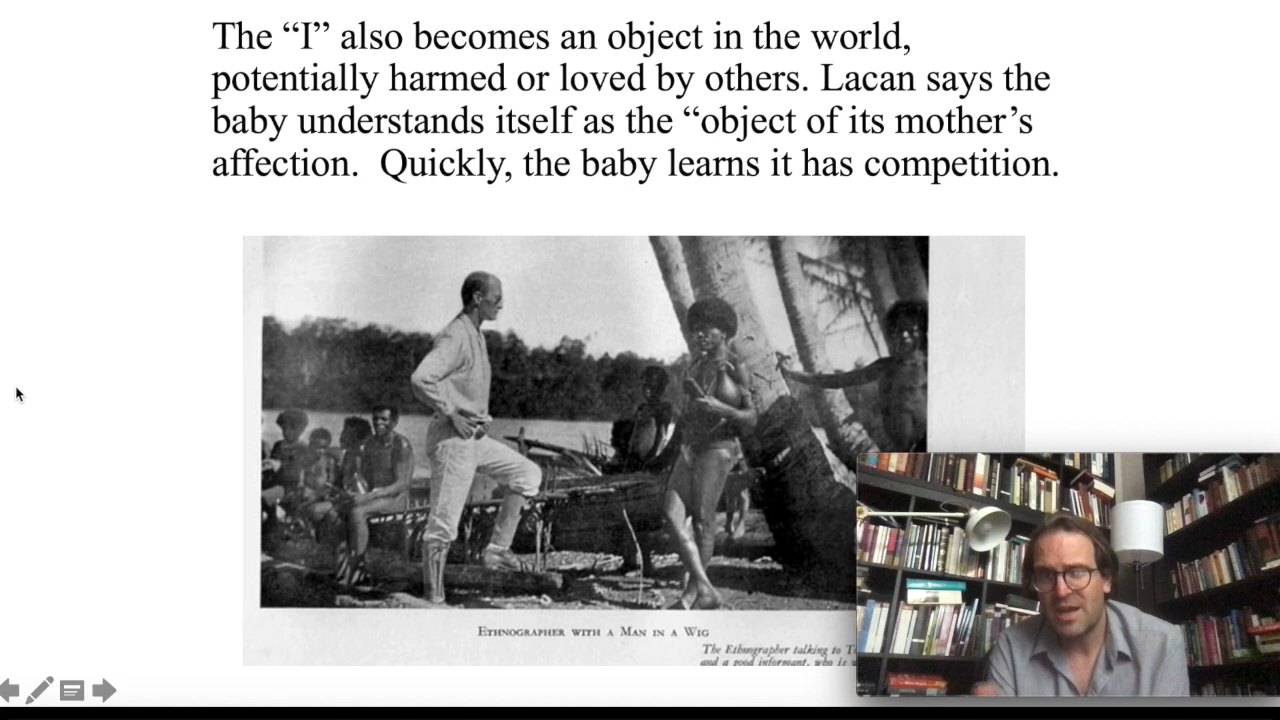 The “I” also becomes an object in the world,
potentially harmed or loved by others. Lacan says the
baby understands itself as the “object of its mother’s
affection.  Quickly, the baby learns it has competition.
Ethnographer with a Man in a Wig
The Ethnographer talking to
and a good informant, who is